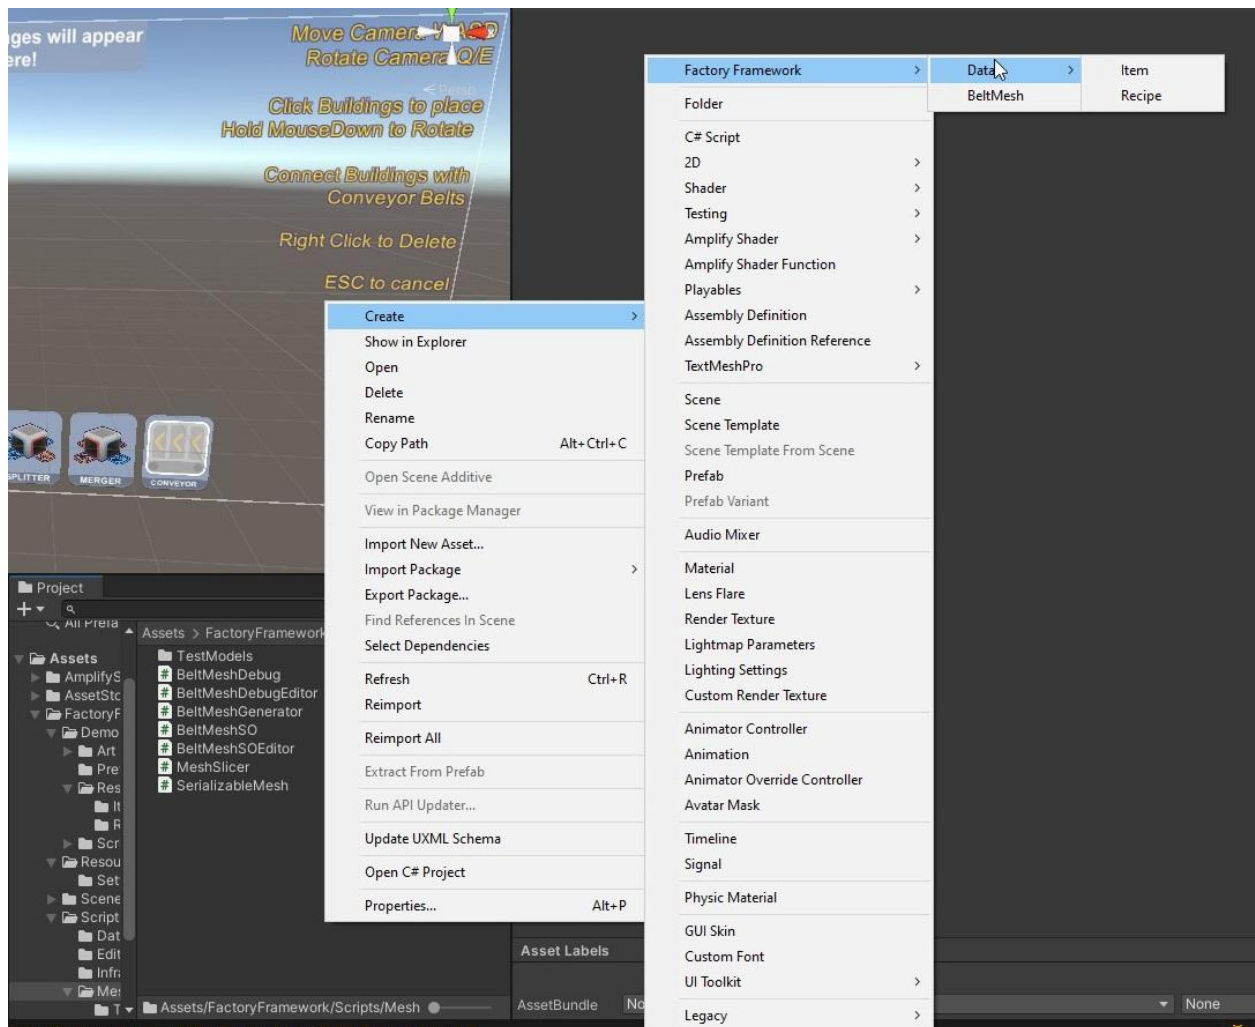 ges will appear
ere!
Move Camera WASD
Rotate Camera Q/E
< Persp
Click Buildings to place
Hold MouseDown to Rotate
Connect Buildings with
Conveyor Belts
Right Click to Delete
ESC to cancel
SPLITTER
MERGER
CONVEYOR
Create
Show in Explorer
Open
Delete
Rename
Copy Path Alt+Ctrl+C
Open Scene Additive
View in Package Manager
Import New Asset...
Import Package
Export Package...
Find References In Scene
Select Dependencies
Refresh Ctrl+R
Reimport
Reimport All
Extract From Prefab
Run API Updater...
Update UXML Schema
Open C# Project
Properties... Alt+P
Factory Framework
Folder
C# Script
2D
Shader
Testing
Amplify Shader
Amplify Shader Function
Playables
Assembly Definition
Assembly Definition Reference
TextMeshPro
Scene
Scene Template
Scene Template From Scene
Prefab
Prefab Variant
Audio Mixer
Material
Lens Flare
Render Texture
Lightmap Parameters
Lighting Settings
Custom Render Texture
Animator Controller
Animation
Animator Override Controller
Avatar Mask
Timeline
Signal
Physic Material
GUI Skin
Custom Font
UI Toolkit
Legacy
Data
BeltMesh
Item
Recipe
Project
All Prefa
Assets
AmplifyS
AssetSto
FactoryF
Demo
Art
Pre
Res
It
R
Scr
Resou
Set
Scene
Script
Dat
Edit
Infra
Mes
T
Assets > FactoryFramework
TestModels
BeltMeshDebug
BeltMeshDebugEditor
BeltMeshGenerator
BeltMeshSO
BeltMeshSOEditor
MeshSlicer
SerializableMesh
Assets/FactoryFramework/Scripts/Mesh
Asset Labels
AssetBundle No
None